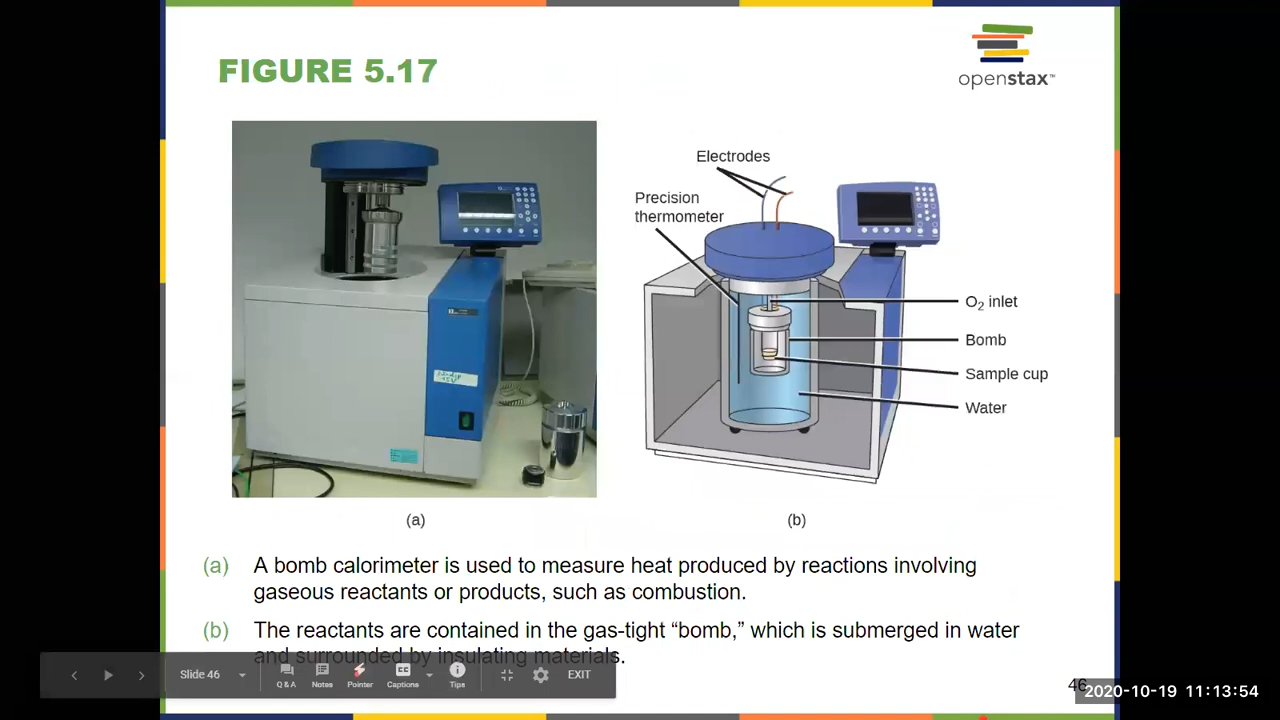 FIGURE 5.17
openstax™
Electrodes
Precision
thermometer
O₂ inlet
Bomb
Sample cup
Water
(a)
(b)
(a) A bomb calorimeter is used to measure heat produced by reactions involving
gaseous reactants or products, such as combustion.
(b) The reactants are contained in the gas-tight “bomb,” which is submerged in water
and surrounded by insulating materials.
Slide 46
Q & A
Notes
Pointer
CC
Captions
Tips
EXIT
46
2020-10-19 11:13:54